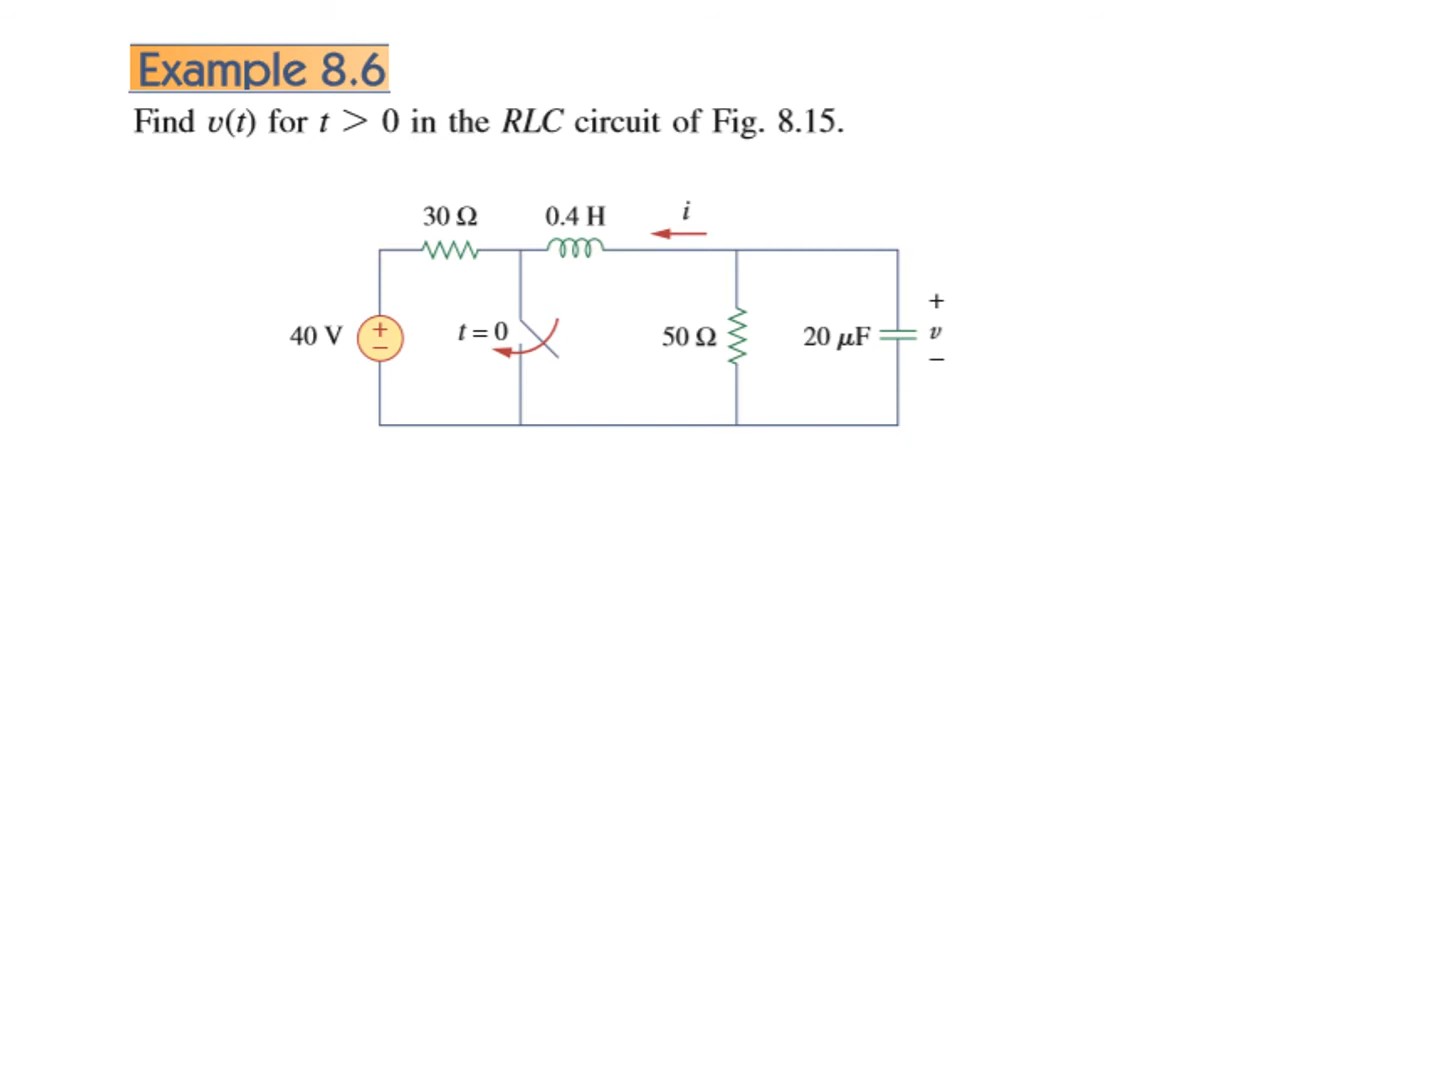 Example 8.6
Find v(t) for t > 0 in the RLC circuit of Fig. 8.15.
30 Ω
0.4 H
i
40 V
+
−
t = 0
50 Ω
20 μF
+
v
−